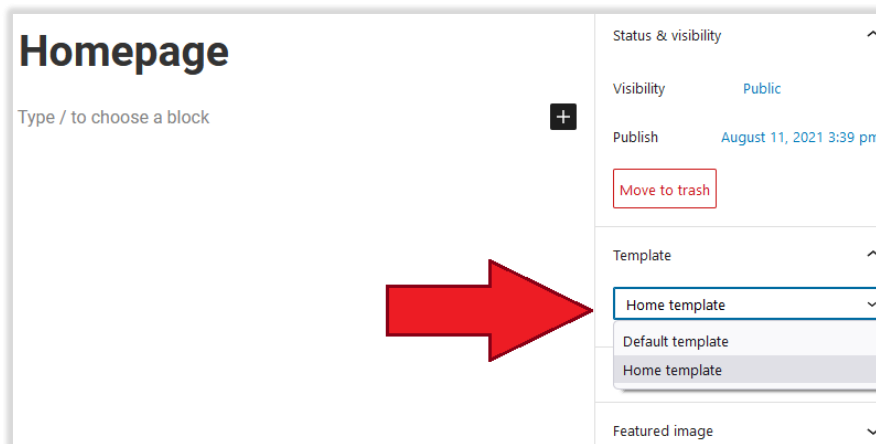 Homepage
Type / to choose a block
Status & visibility
Visibility Public
Publish August 11, 2021 3:39 pm
Move to trash
Template
Home template
Default template
Home template
Featured image